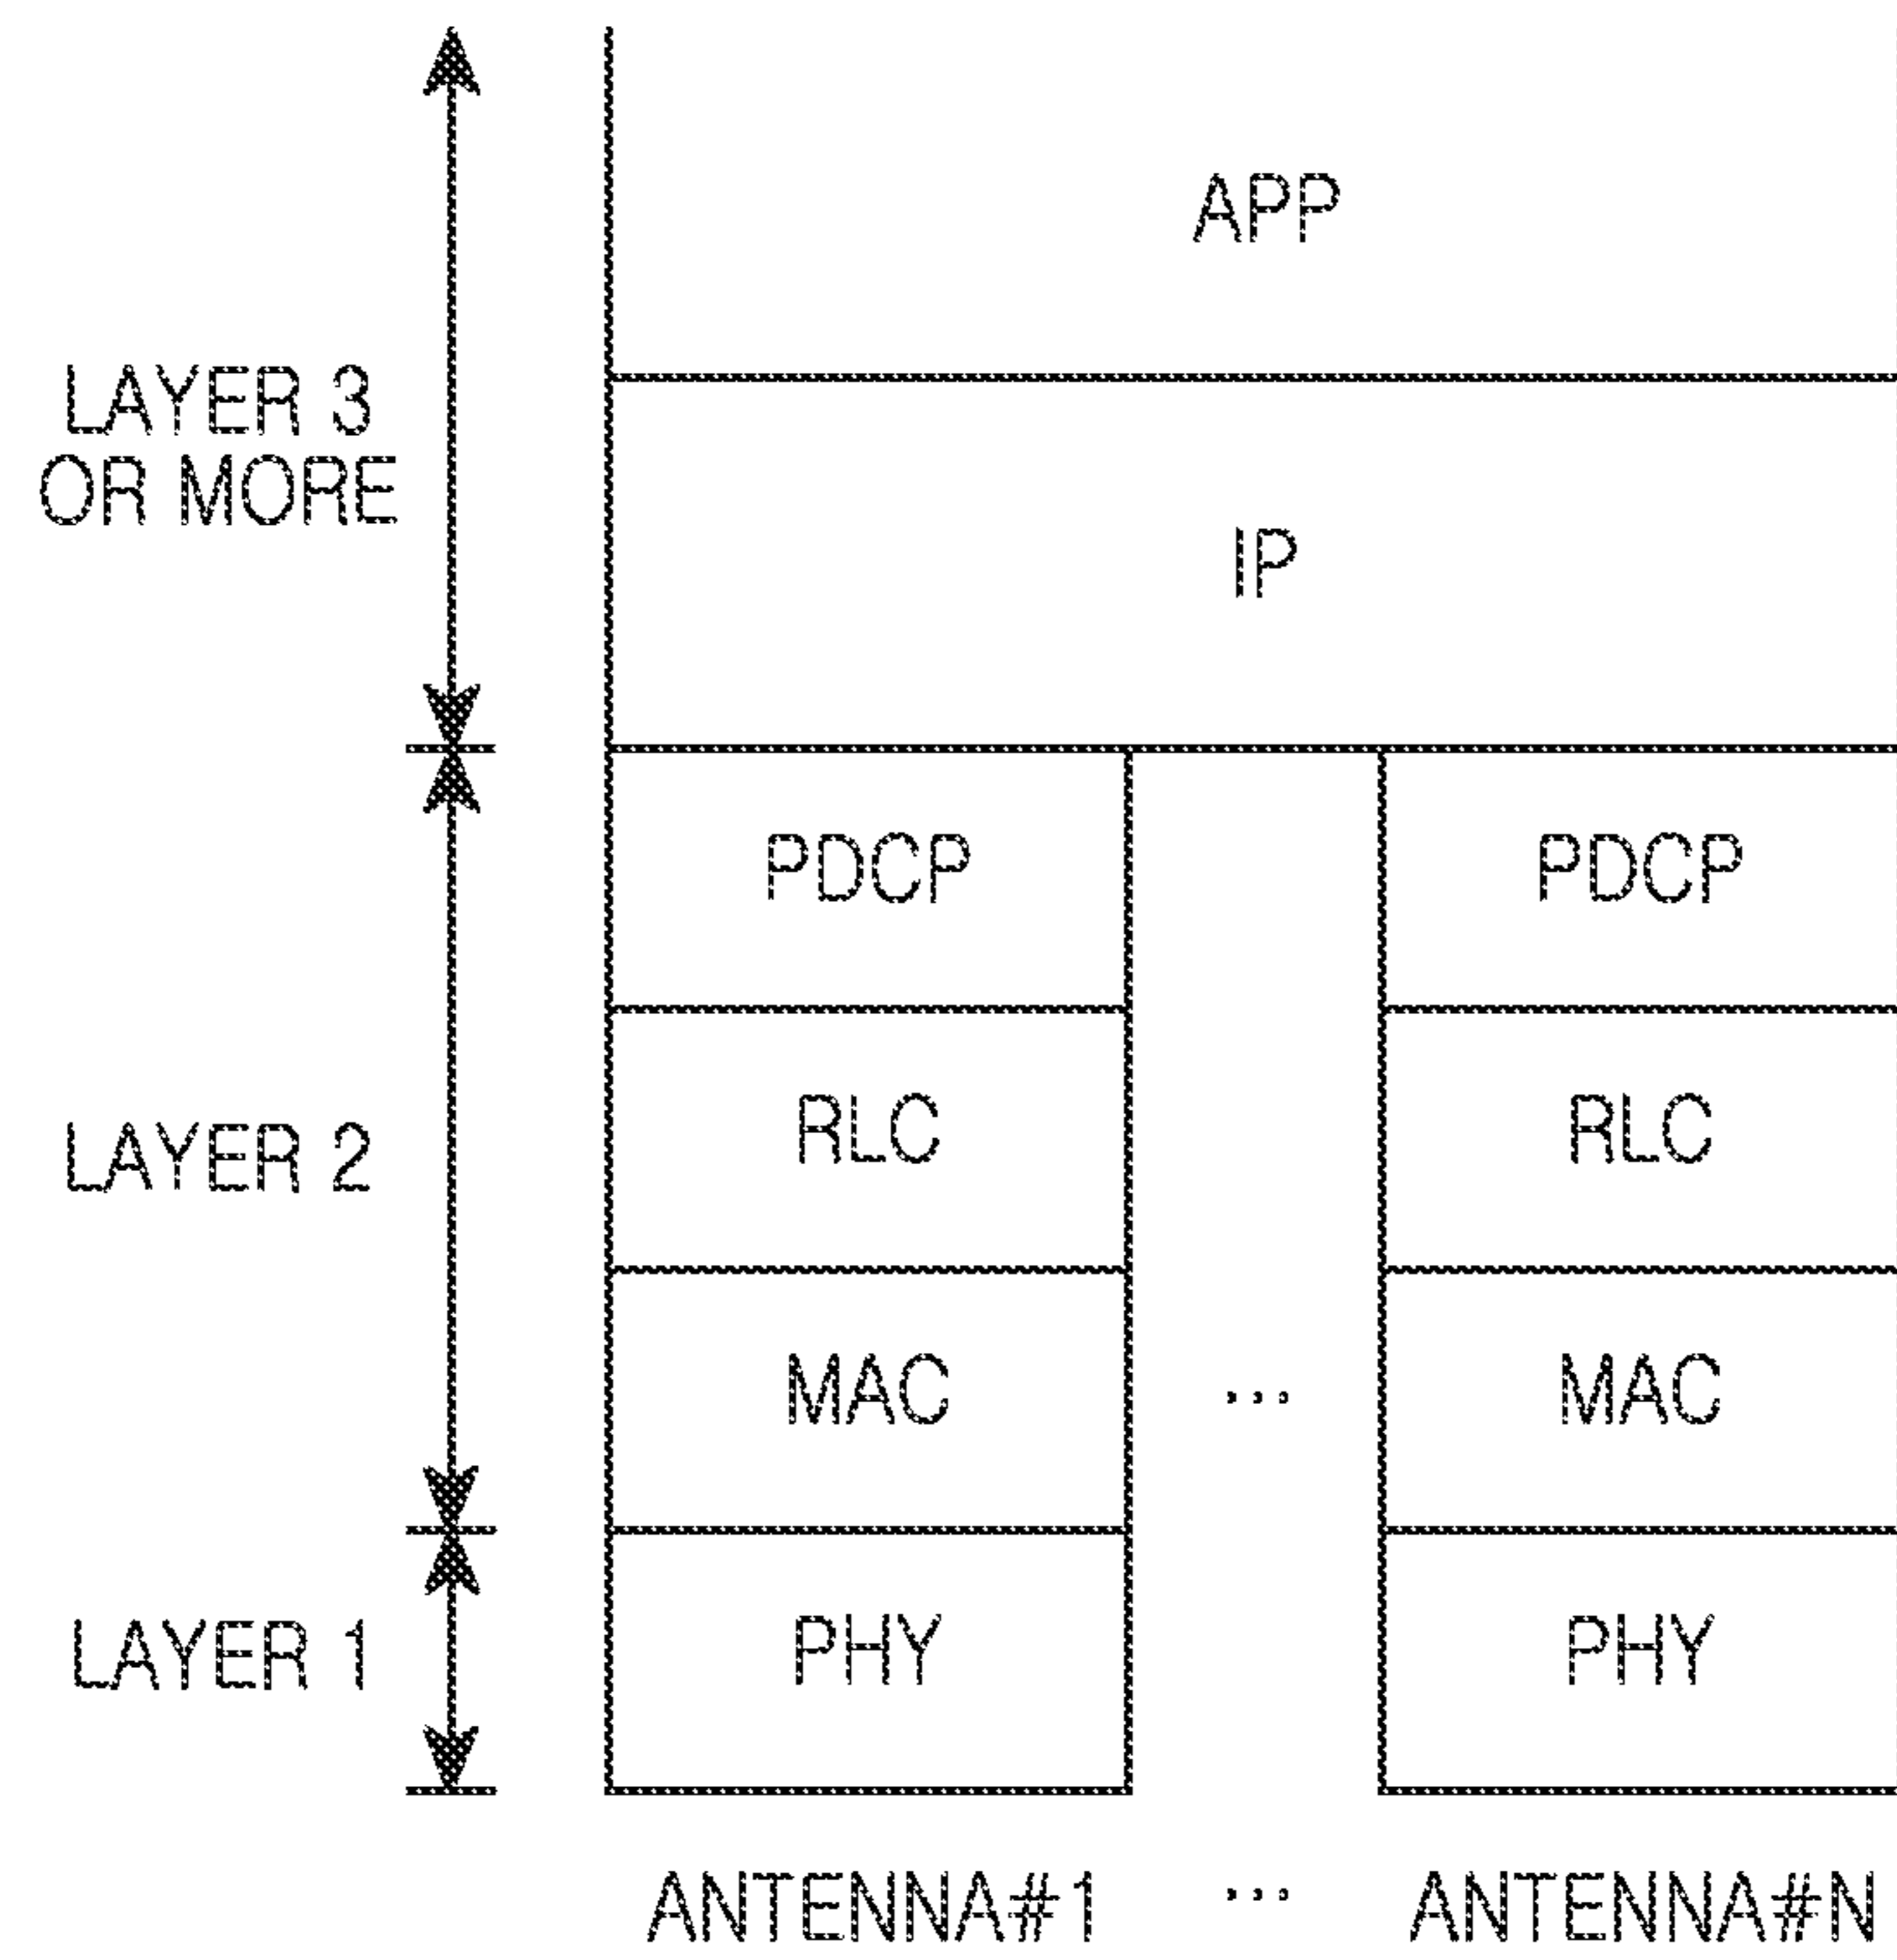 APP
LAYER 3
OR MORE
IP
PDCP
PDCP
LAYER 2
RLC
RLC
MAC
...
MAC
LAYER 1
PHY
PHY
ANTENNA#1
...
ANTENNA#N